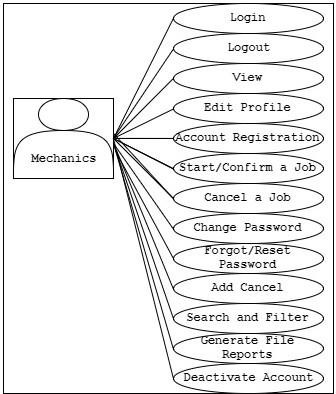 Login
Logout
View
Edit Profile
Account Registration
Mechanics
Start/Confirm a Job
Cancel a Job
Change Password
Forgot/Reset
Password
Add Cancel
Search and Filter
Generate File
Reports
Deactivate Account